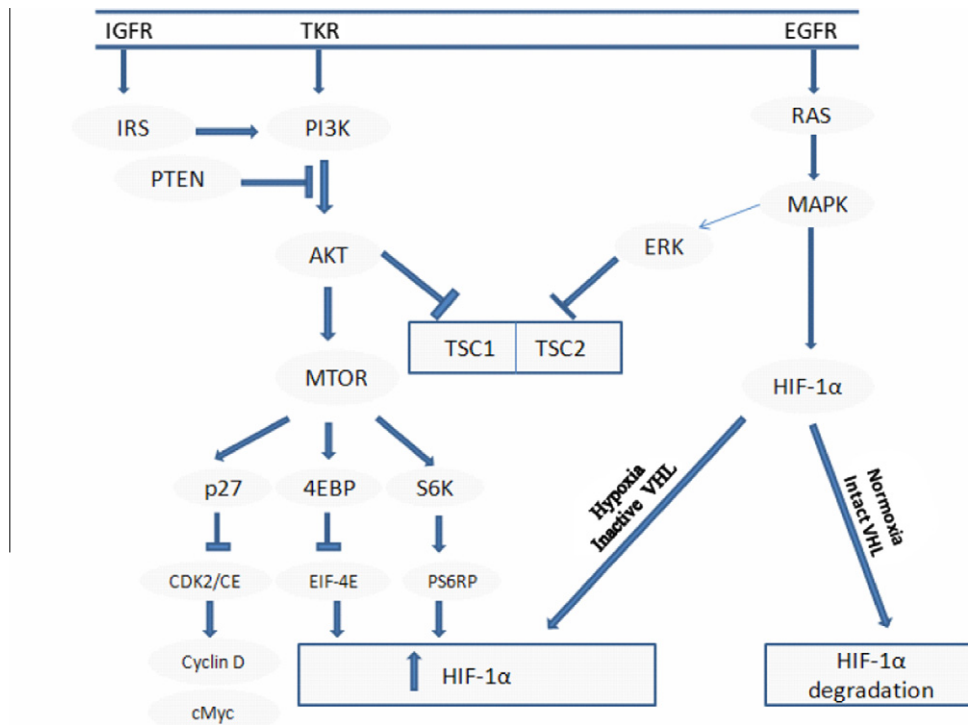 IGFR TKR EGFR
IRS PI3K RAS
PTEN MAPK
AKT ERK
TSC1 TSC2
MTOR HIF-1α
p27 4EBP S6K
Hypoxia
Inactive VHL
Normoxia
Intact VHL
CDK2/CE EIF-4E PS6RP
Cyclin D HIF-1α
HIF-1α
degradation
cMyc